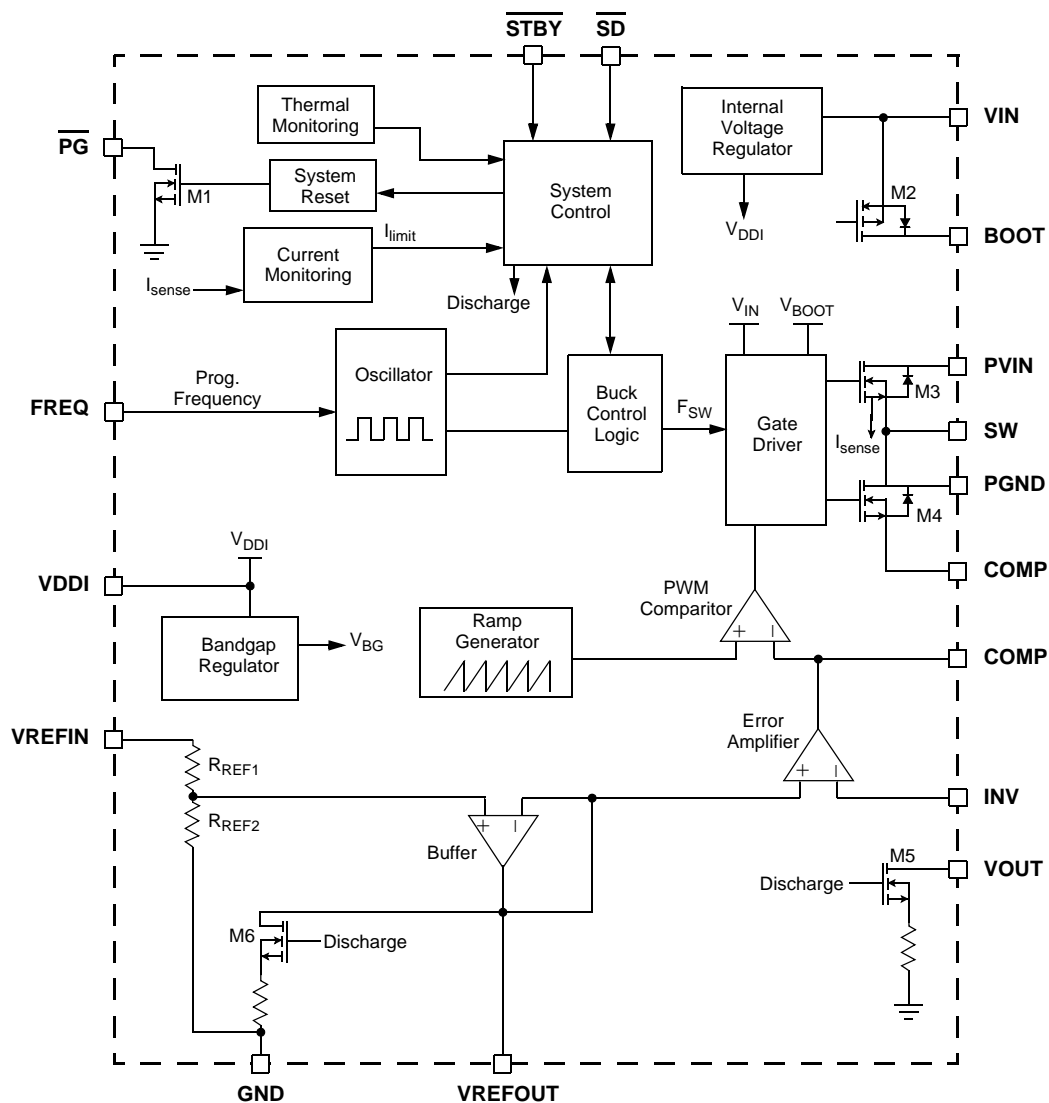 STBY
SD
PG
VIN
BOOT
PVIN
SW
PGND
COMP
COMP
INV
VOUT
FREQ
VDDI
VREFIN
GND
VREFOUT
Thermal
Monitoring
System
Reset
M1
Current
Monitoring
Ilimit
Isense
System
Control
Discharge
Internal
Voltage
Regulator
VDDI
M2
Prog.
Frequency
Oscillator
Buck
Control
Logic
FSW
VIN
VBOOT
Gate
Driver
M3
Isense
M4
VDDI
Bandgap
Regulator
VBG
Ramp
Generator
PWM
Comparitor
+ –
Error
Amplifier
+ –
RREF1
RREF2
+ –
Buffer
M6
Discharge
M5
Discharge